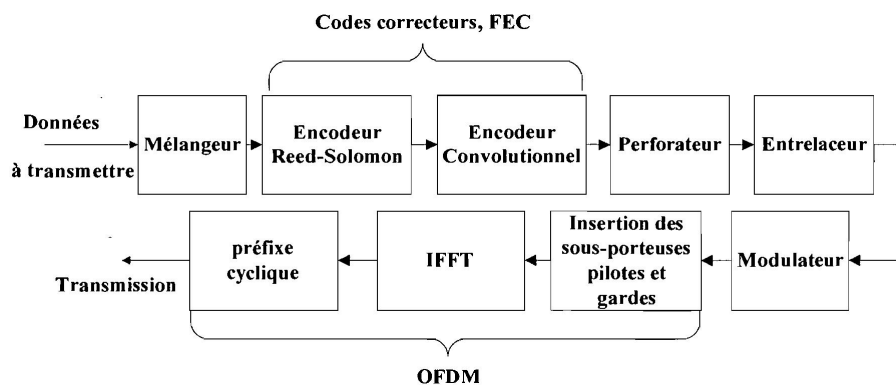 Codes correcteurs, FEC
Données
à transmettre
Mélangeur
Encodeur
Reed-Solomon
Encodeur
Convolutionnel
Perforateur
Entrelaceur
Transmission
préfixe
cyclique
IFFT
Insertion des
sous-porteuses
pilotes et
gardes
Modulateur
OFDM